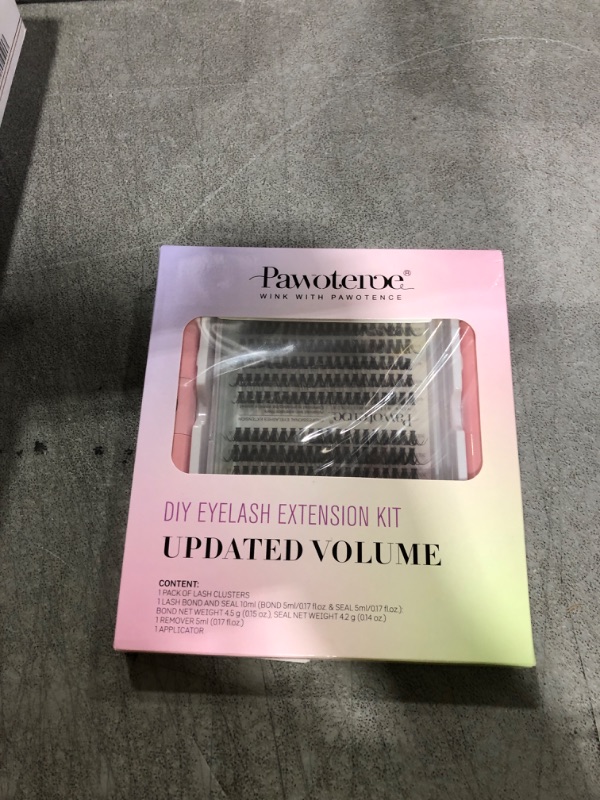 Pawotence®
WINK WITH PAWOTENCE
Pawotence
DIY EYELASH EXTENSION KIT
UPDATED VOLUME
CONTENT:
1 PACK OF LASH CLUSTERS
1 LASH BOND AND SEAL 10ml (BOND 5ml/0.17 fl.oz. & SEAL 5ml/0.17 fl.oz.)
BOND NET WEIGHT 4.5 g (0.15 oz.), SEAL NET WEIGHT 4.2 g (0.14 oz.)
1 REMOVER 5ml (0.17 fl.oz.)
1 APPLICATOR